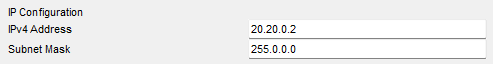 IP Configuration
IPv4 Address 20.20.0.2
Subnet Mask 255.0.0.0